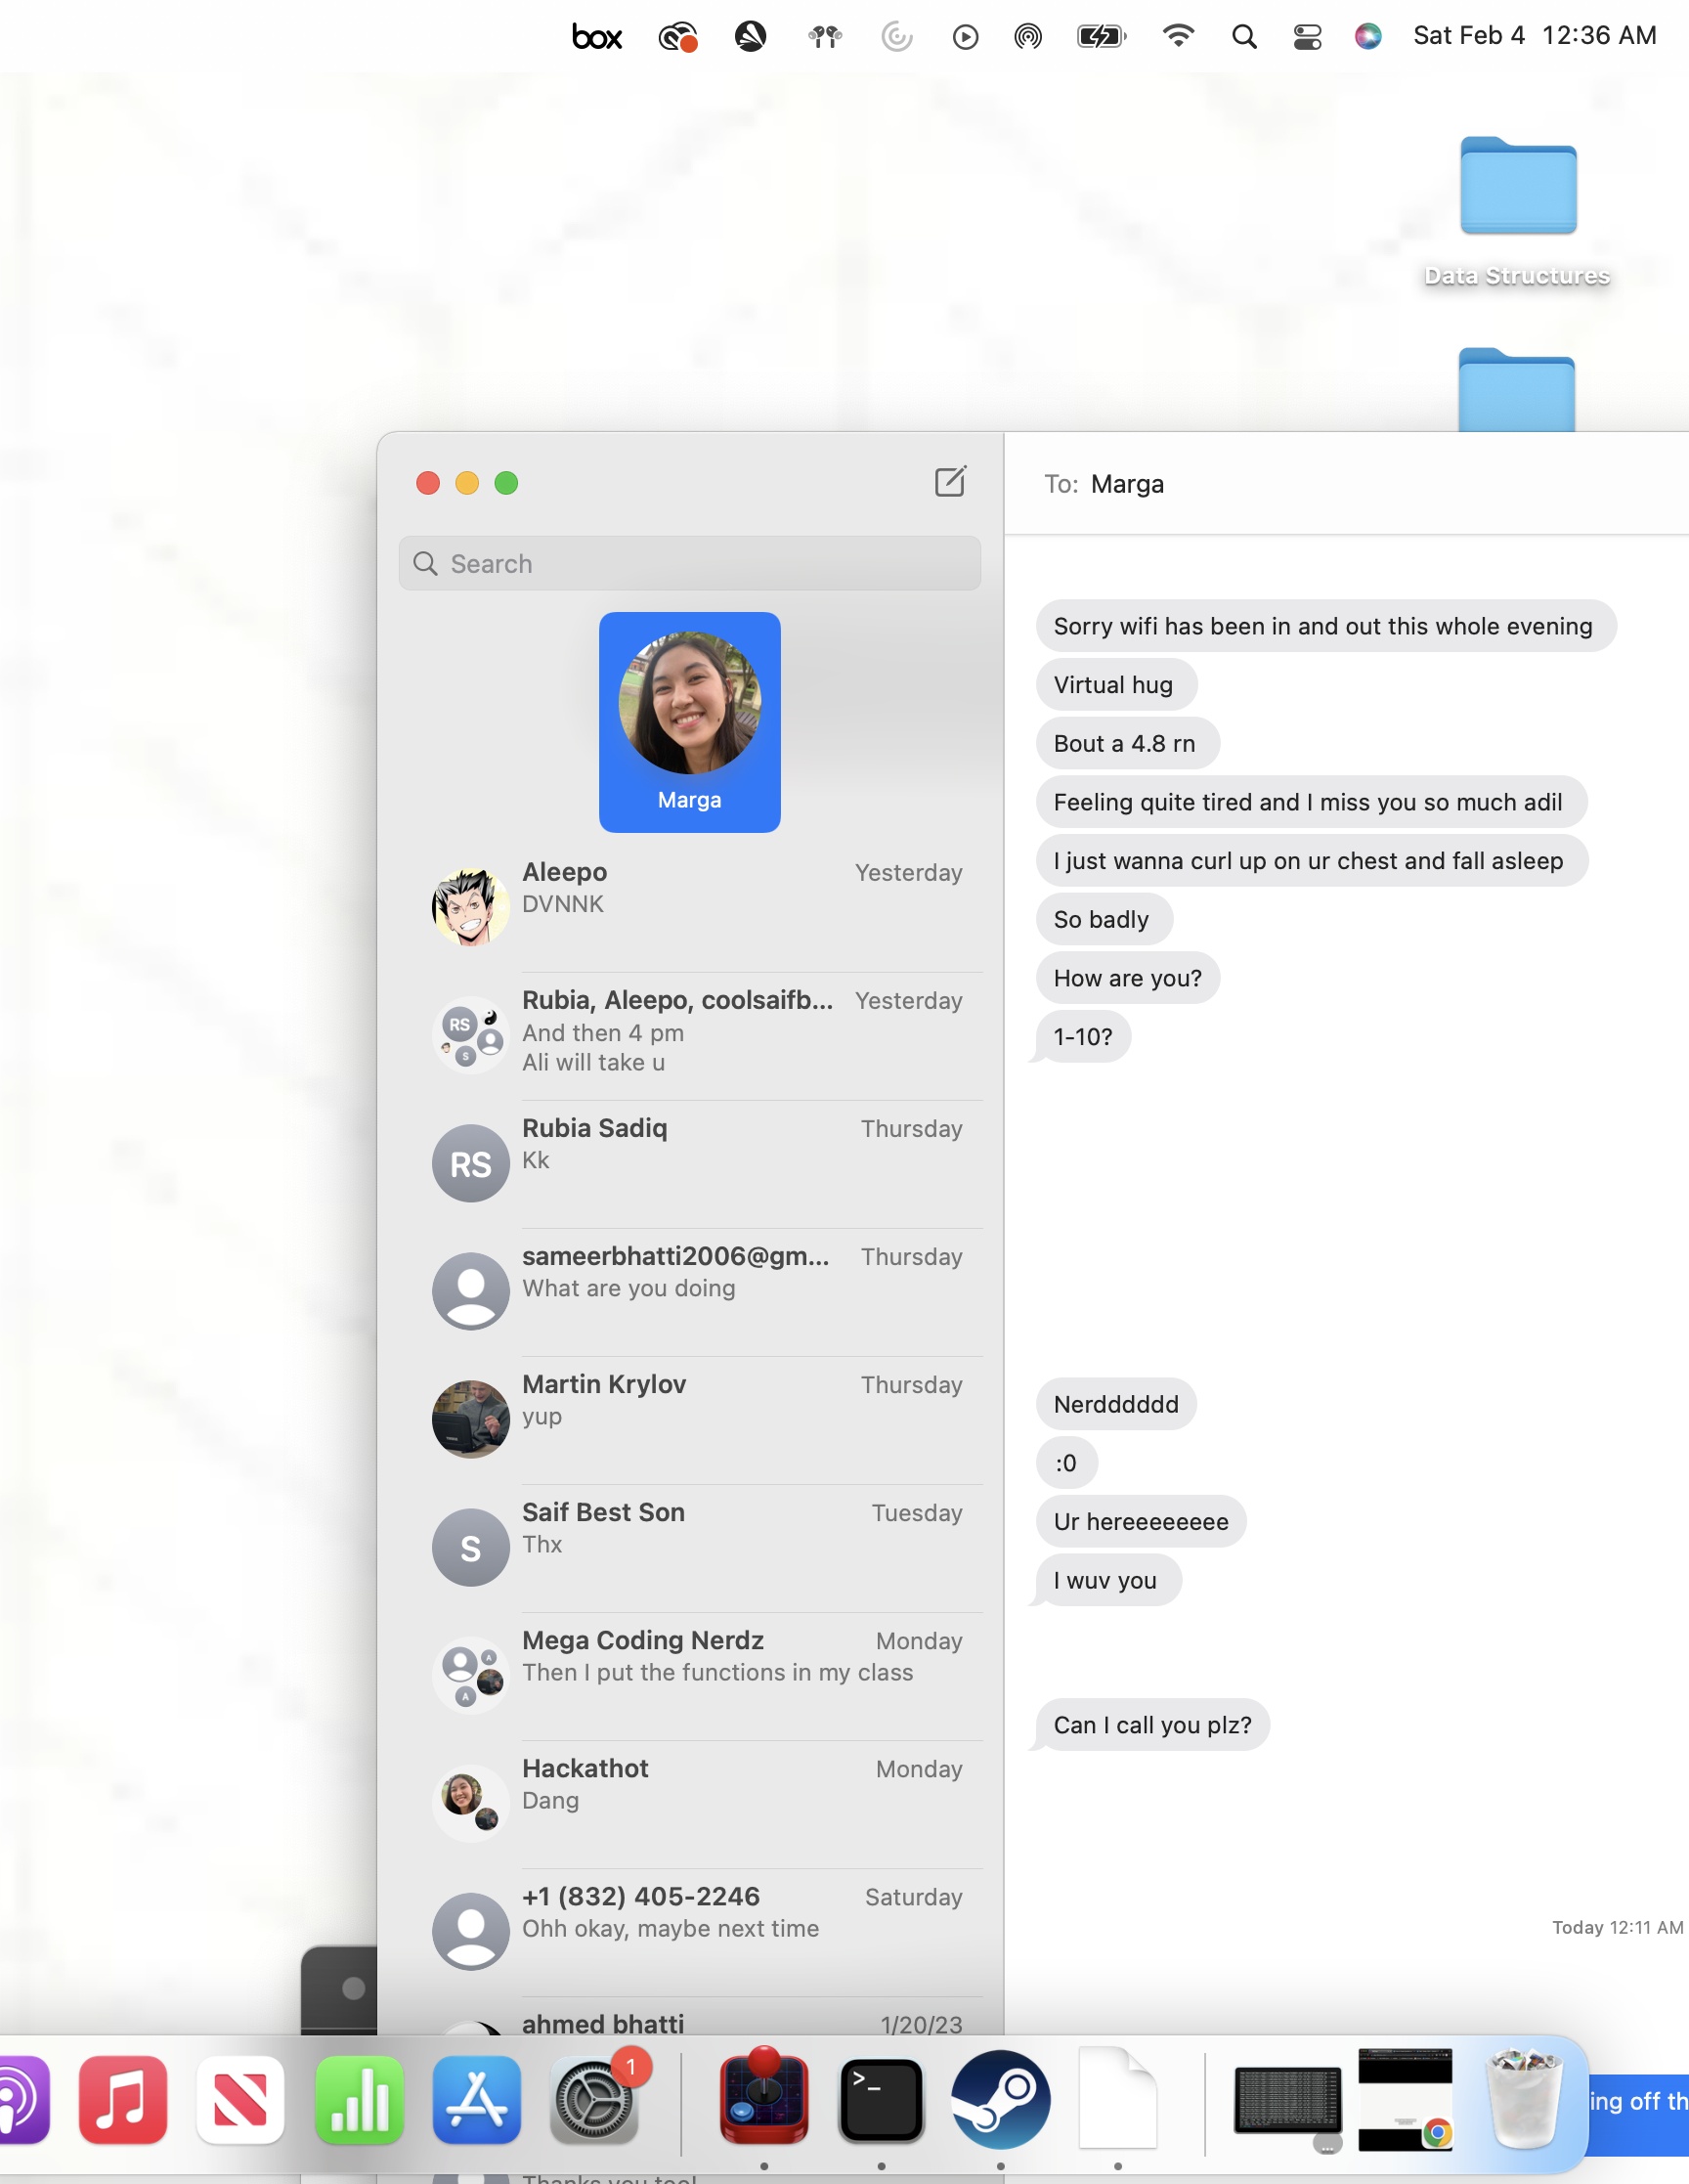 box
Sat Feb 4 12:36 AM
Data Structures
To: Marga
Search
Marga
Aleepo Yesterday
DVNNK
RS
S
Rubia, Aleepo, coolsaifb... Yesterday
And then 4 pm
Ali will take u
RS
Rubia Sadiq Thursday
Kk
sameerbhatti2006@gm... Thursday
What are you doing
Martin Krylov Thursday
yup
S
Saif Best Son Tuesday
Thx
A
A
Mega Coding Nerdz Monday
Then I put the functions in my class
Hackathot Monday
Dang
+1 (832) 405-2246 Saturday
Ohh okay, maybe next time
ahmed bhatti 1/20/23
Sorry wifi has been in and out this whole evening
Virtual hug
Bout a 4.8 rn
Feeling quite tired and I miss you so much adil
I just wanna curl up on ur chest and fall asleep
So badly
How are you?
1-10?
Nerdddddd
:0
Ur hereeeeeeee
I wuv you
Can I call you plz?
Today 12:11 AM
ing off th
1
>_
Thanks you too!